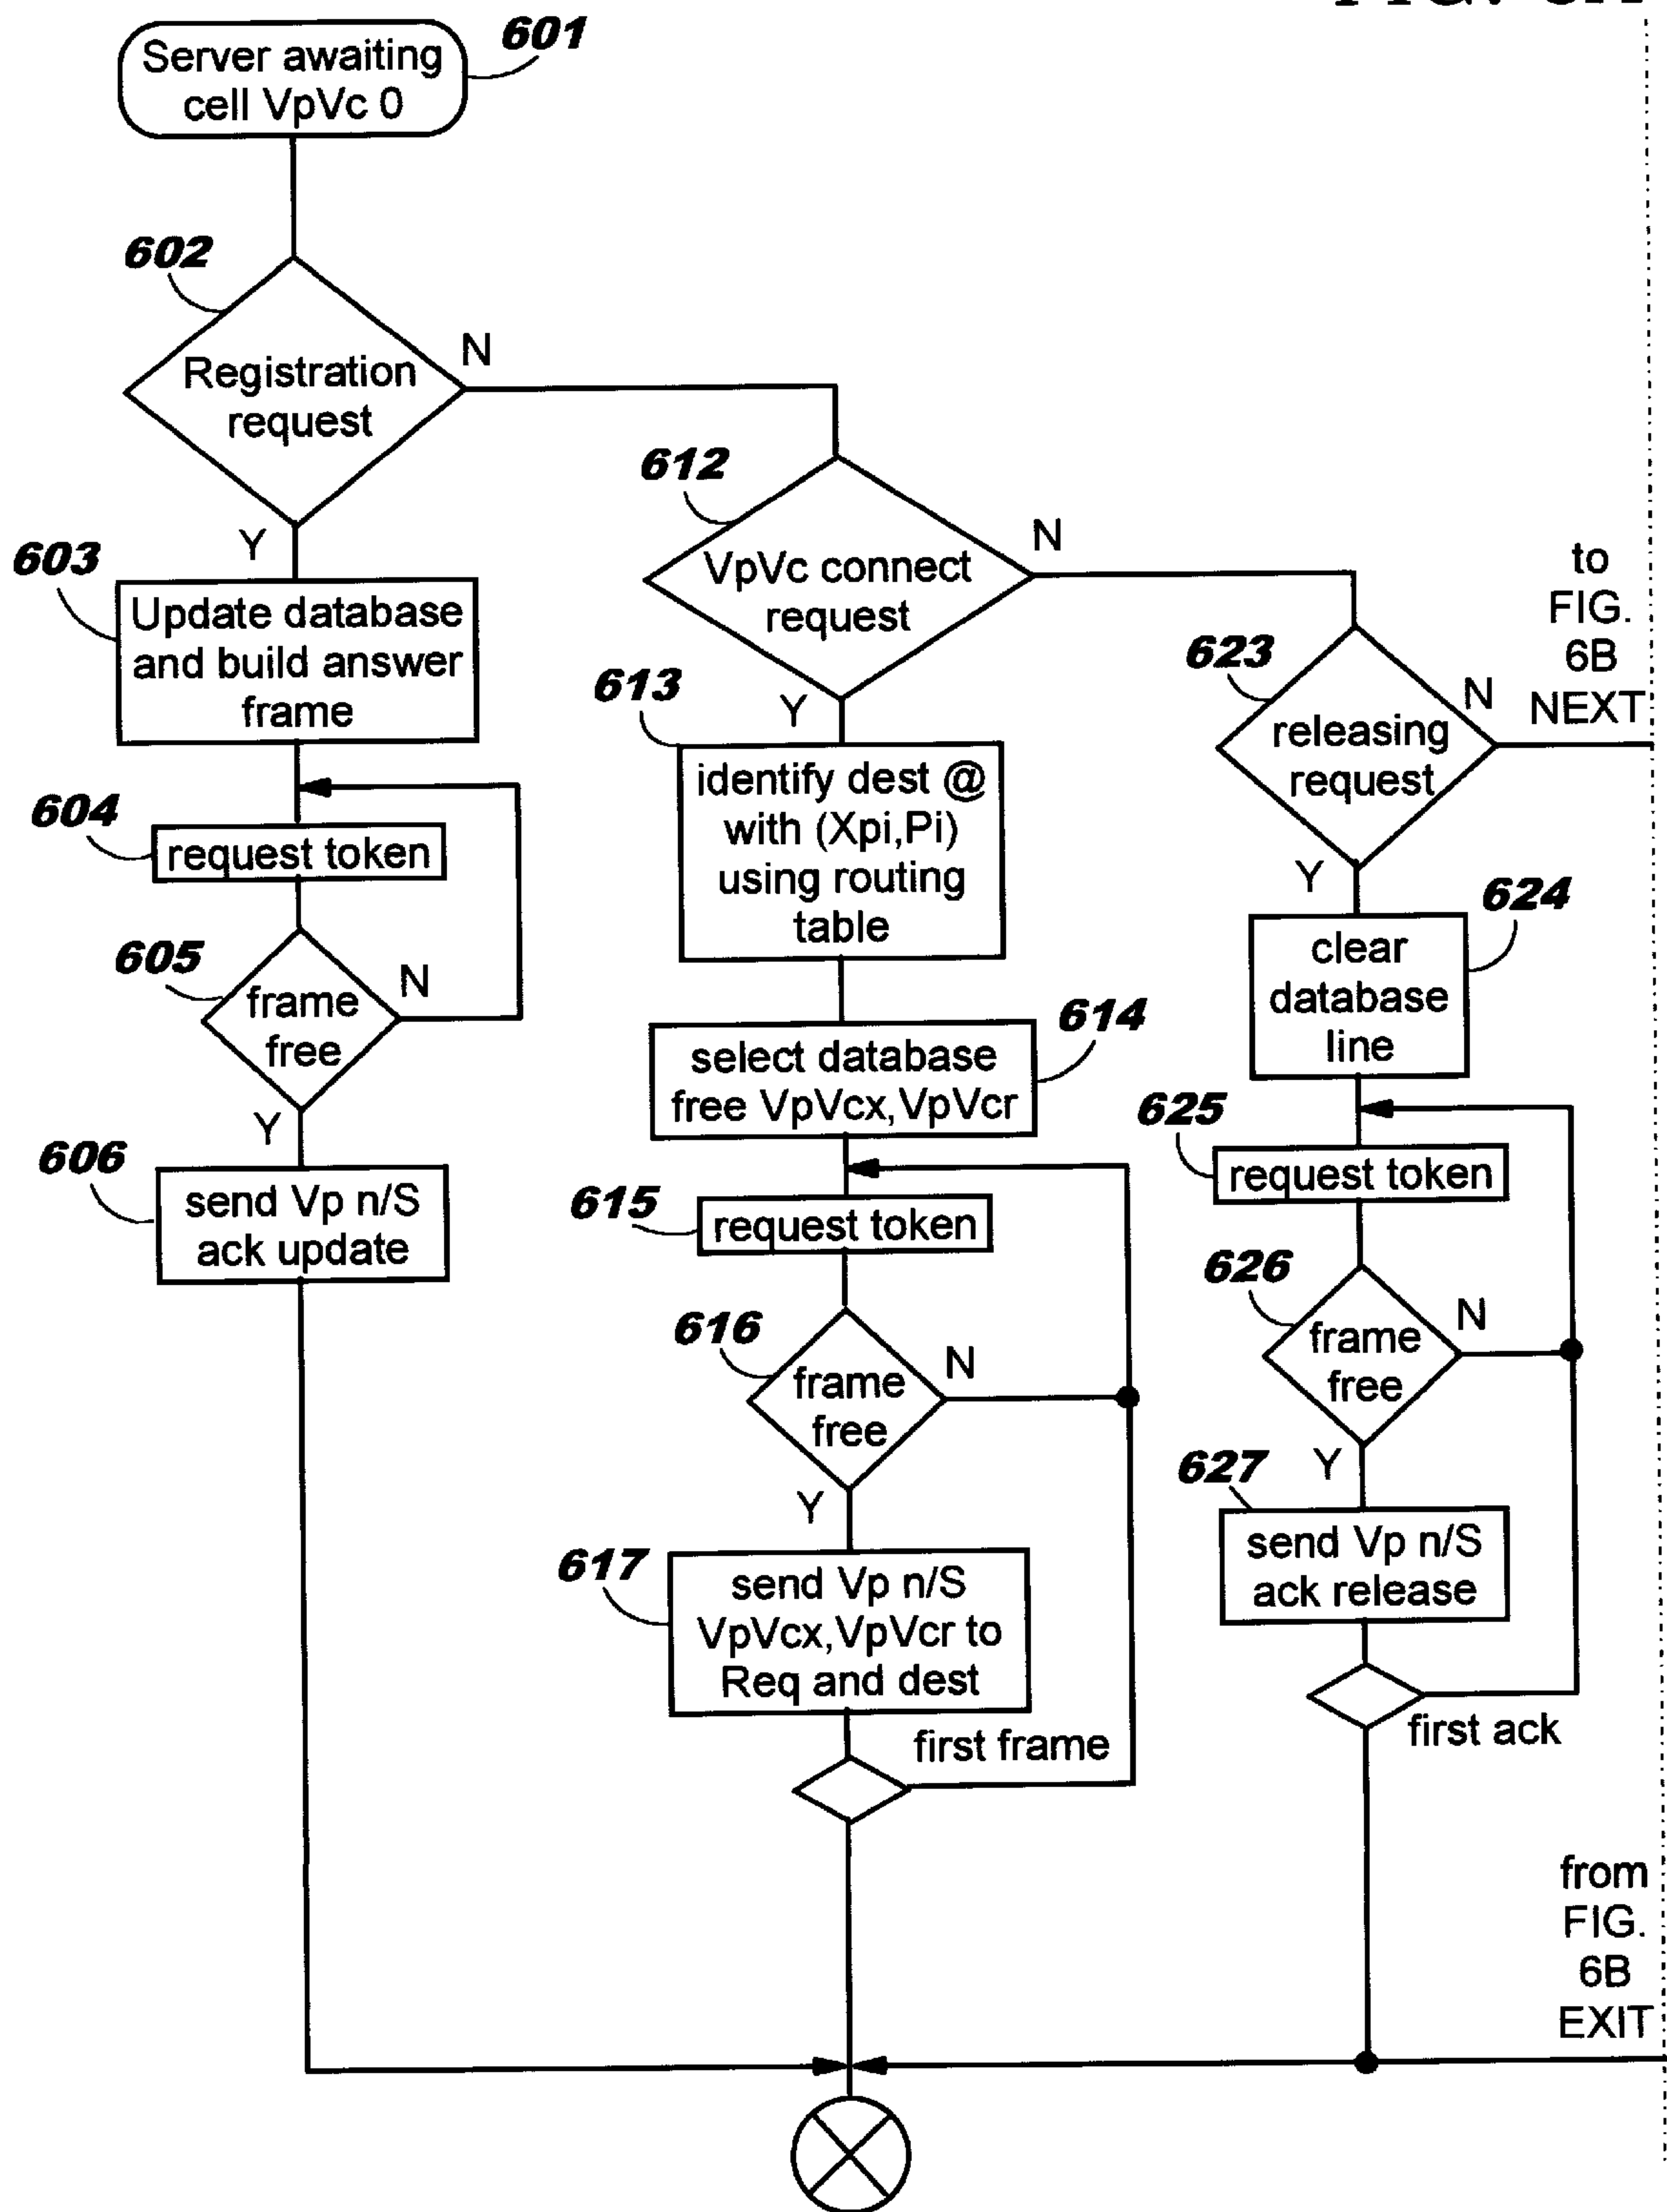 601
Server awaiting
cell VpVc 0
602
Registration
request
N
Y
612
VpVc connect
request
N
Y
to
FIG.
6B
NEXT
603
Update database
and build answer
frame
623
releasing
request
N
Y
613
identify dest @
with (Xpi,Pi)
using routing
table
604
request token
605
frame
free
N
Y
624
clear
database
line
614
select database
free VpVcx,VpVcr
606
send Vp n/S
ack update
625
request token
615
request token
626
frame
free
N
Y
616
frame
free
N
Y
627
send Vp n/S
ack release
617
send Vp n/S
VpVcx,VpVcr to
Req and dest
first frame
first ack
from
FIG.
6B
EXIT